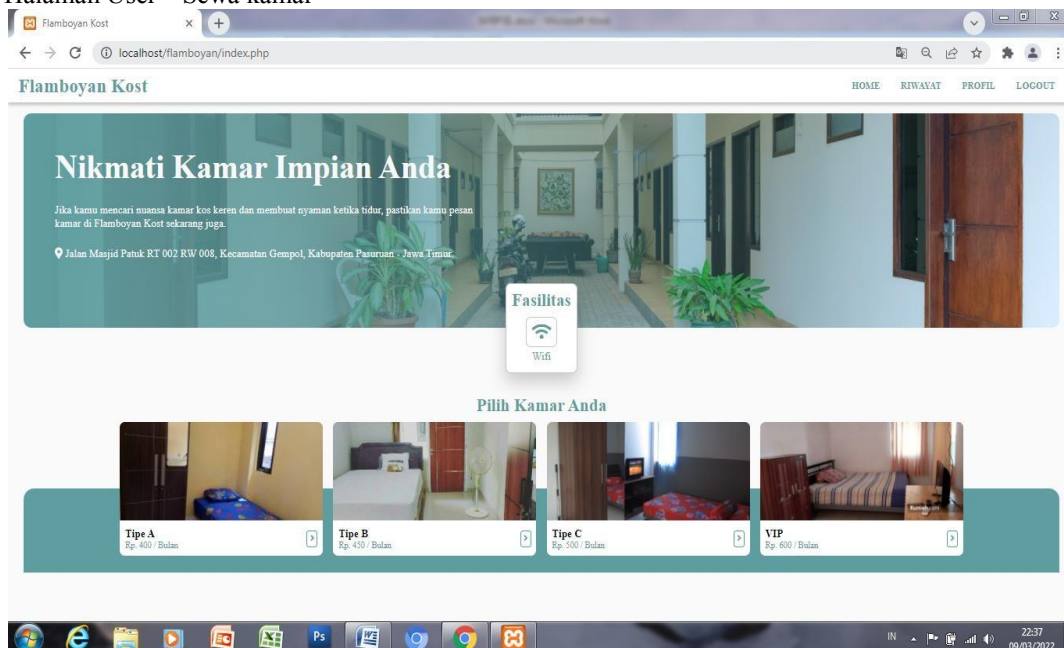 Halaman User – Sewa kamar
Flamboyan Kost
localhost/flamboyan/index.php
Flamboyan Kost
HOME RIWAYAT PROFIL LOGOUT
Nikmati Kamar Impian Anda
Jika kamu mencari nuansa kamar kos keren dan membuat nyaman ketika tidur, pastikan kamu pesan
kamar di Flamboyan Kost sekarang juga.
Jalan Masjid Patuk RT 002 RW 008, Kecamatan Gempol, Kabupaten Pasuruan - Jawa Timur.
Fasilitas
Wifi
Pilih Kamar Anda
Tipe A
Rp. 400 / Bulan
Tipe B
Rp. 450 / Bulan
Tipe C
Rp. 500 / Bulan
VIP
Rp. 600 / Bulan
Ps
IN
22:37
09/03/2022